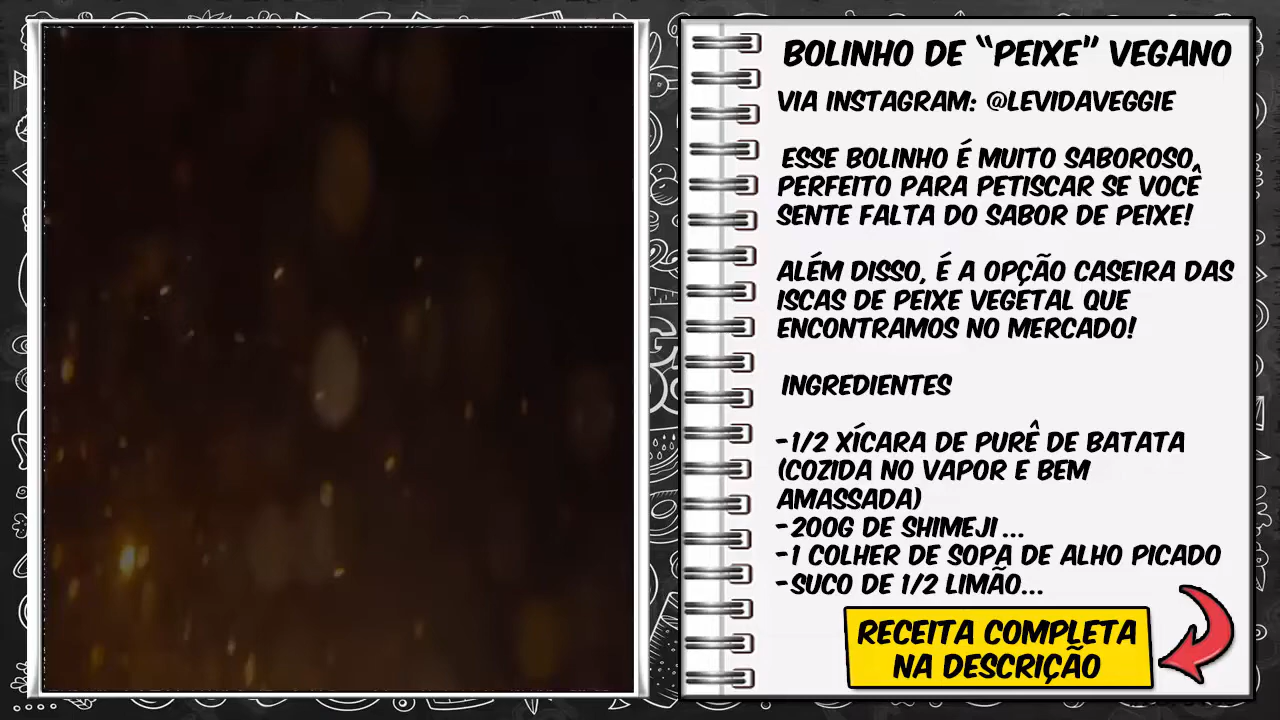 BOLINHO DE “PEIXE” VEGANO
VIA INSTAGRAM: @LEVIDAVEGGIE
ESSE BOLINHO É MUITO SABOROSO,
PERFEITO PARA PETISCAR SE VOCÊ
SENTE FALTA DO SABOR DE PEIXE!
ALÉM DISSO, É A OPÇÃO CASEIRA DAS
ISCAS DE PEIXE VEGETAL QUE
ENCONTRAMOS NO MERCADO!
INGREDIENTES
-1/2 XÍCARA DE PURÊ DE BATATA
(COZIDA NO VAPOR E BEM
AMASSADA)
-200G DE SHIMEJI ...
-1 COLHER DE SOPA DE ALHO PICADO
-SUCO DE 1/2 LIMÃO...
RECEITA COMPLETA
NA DESCRIÇÃO